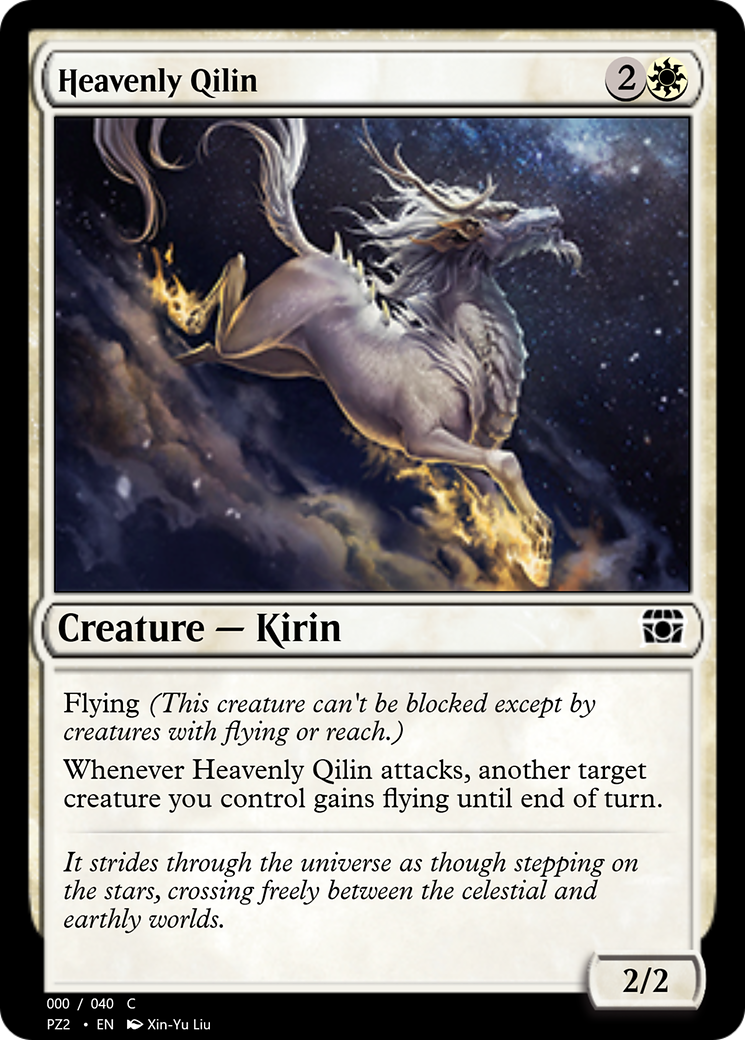 Heavenly Qilin
2
Creature — Kirin
Flying (This creature can't be blocked except by
creatures with flying or reach.)
Whenever Heavenly Qilin attacks, another target
creature you control gains flying until end of turn.
It strides through the universe as though stepping on
the stars, crossing freely between the celestial and
earthly worlds.
2/2
000 / 040 C
PZ2 • EN Xin-Yu Liu